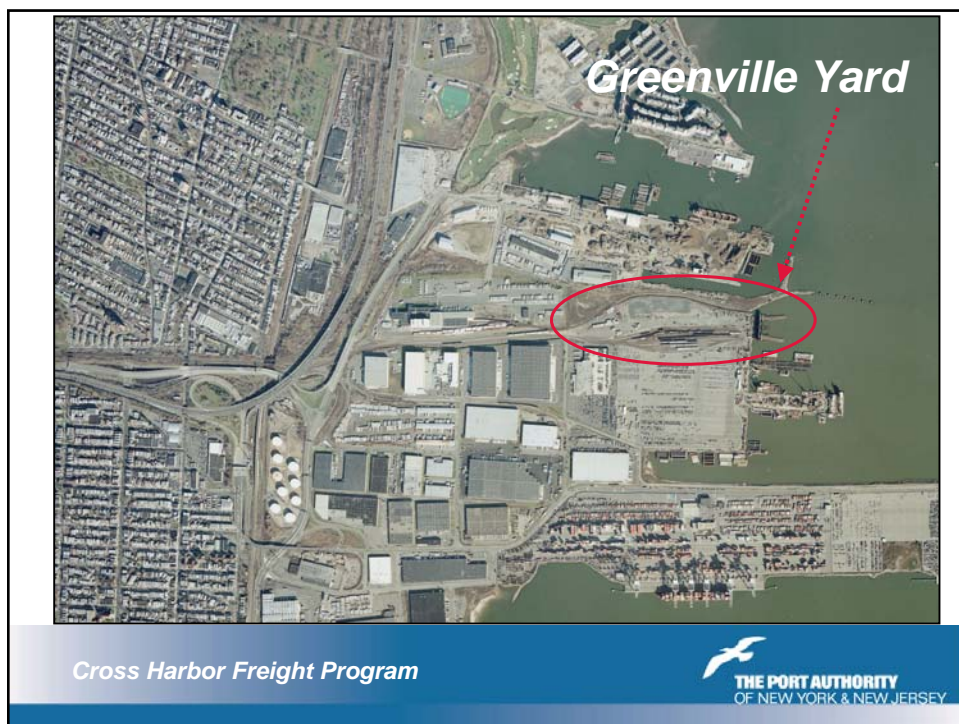 Greenville Yard
Cross Harbor Freight Program
THE PORT AUTHORITY
OF NEW YORK & NEW JERSEY